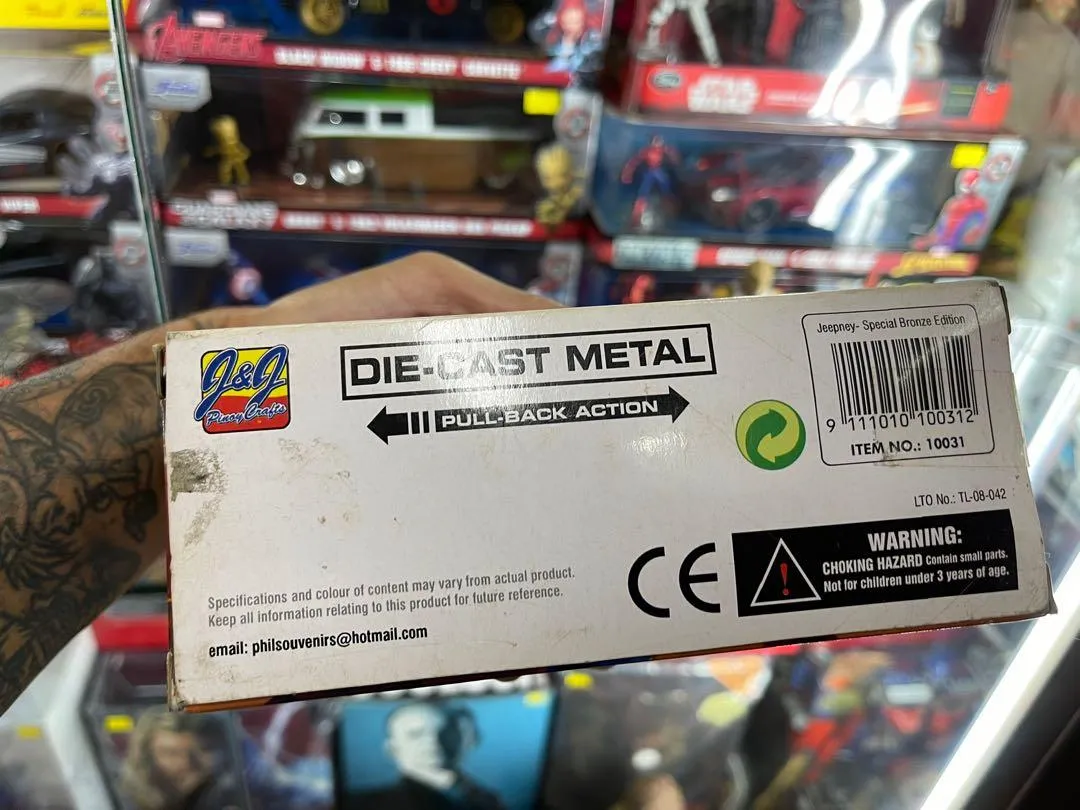 AVENGERS
STAR
WARS
J&J
Pinoy Crafts
DIE-CAST METAL
PULL-BACK ACTION
Jeepney- Special Bronze Edition
9 111010 100312
ITEM NO.: 10031
LTO No.: TL-08-042
CE
WARNING:
CHOKING HAZARD Contain small parts.
Not for children under 3 years of age.
Specifications and colour of content may vary from actual product.
Keep all information relating to this product for future reference.
email: philsouvenirs@hotmail.com